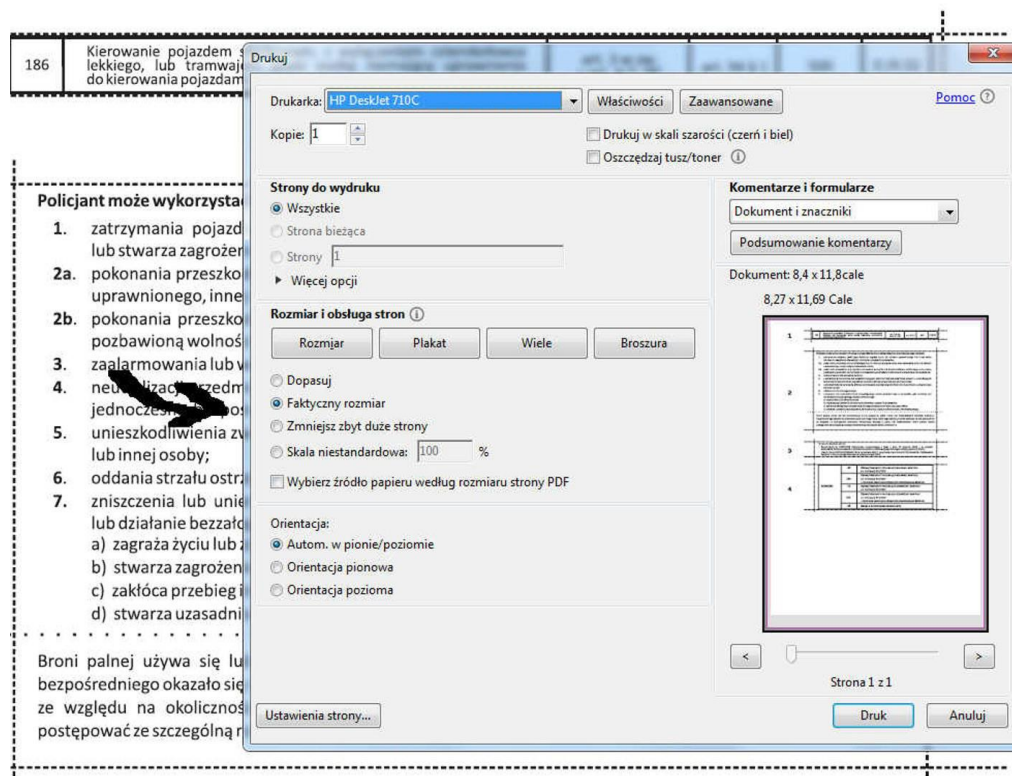 186
Kierowanie pojazdem
lekkiego, lub tramwaj
do kierowania pojazdam
Drukuj
Drukarka: HP DeskJet 710C Właściwości Zaawansowane Pomoc
Kopie: 1
Drukuj w skali szarości (czerń i biel)
Oszczędzaj tusz/toner
Strony do wydruku
Wszystkie
Strona bieżąca
Strony 1
Więcej opcji
Rozmiar i obsługa stron
Rozmiar Plakat Wiele Broszura
Dopasuj
Faktyczny rozmiar
Zmniejsz zbyt duże strony
Skala niestandardowa: 100 %
Wybierz źródło papieru według rozmiaru strony PDF
Orientacja:
Autom. w pionie/poziomie
Orientacja pionowa
Orientacja pozioma
Ustawienia strony...
Komentarze i formularze
Dokument i znaczniki
Podsumowanie komentarzy
Dokument: 8,4 x 11,8cale
8,27 x 11,69 Cale
1
2
3
4
< >
Strona 1 z 1
Druk Anuluj
Policjant może wykorzysta
1. zatrzymania pojazd
lub stwarza zagrożer
2a. pokonania przeszko
uprawnionego, inne
2b. pokonania przeszko
pozbawioną wolnoś
3. zaalarmowania lub
4.
5. unieszkodliwienia zw
lub innej osoby;
6. oddania strzału ostrz
7. zniszczenia lub unie
lub działanie bezzało
a) zagraża życiu lub
b) stwarza zagrożen
c) zakłóca przebieg i
d) stwarza uzasadni
Broni palnej używa się lu
bezpośredniego okazało się
ze względu na okolicznoś
postępować ze szczególną r